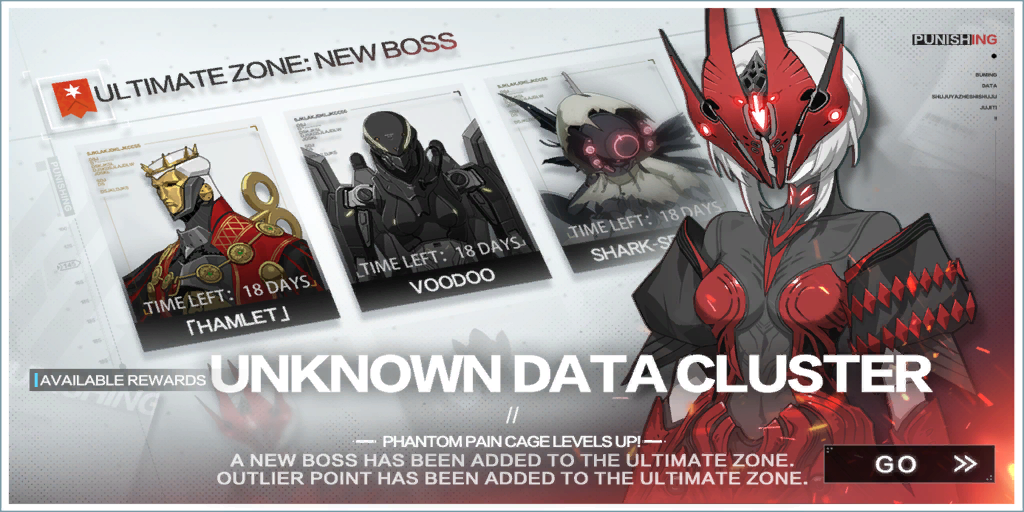 PUNISHING
ULTIMATE ZONE: NEW BOSS
TIME LEFT: 18 DAYS
「HAMLET」
TIME LEFT: 18 DAYS
VOODOO
TIME LEFT: 18 DAYS
SHARK-S
AVAILABLE REWARDS
UNKNOWN DATA CLUSTER
//
PHANTOM PAIN CAGE LEVELS UP!
A NEW BOSS HAS BEEN ADDED TO THE ULTIMATE ZONE.
OUTLIER POINT HAS BEEN ADDED TO THE ULTIMATE ZONE.
GO